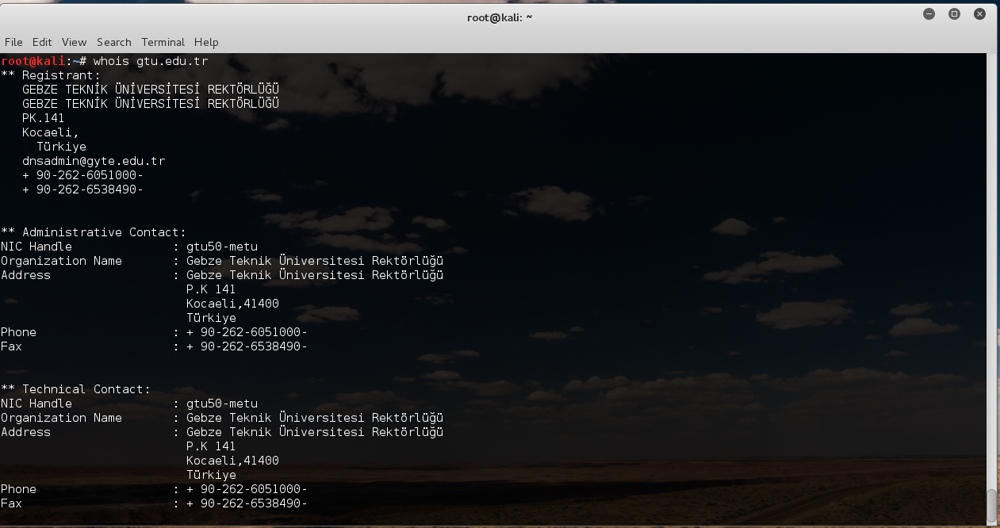 root@kali: ~
File Edit View Search Terminal Help
root@kali:~# whois gtu.edu.tr
** Registrant:
   GEBZE TEKNİK ÜNİVERSİTESİ REKTÖRLÜĞÜ
   GEBZE TEKNİK ÜNİVERSİTESİ REKTÖRLÜĞÜ
   PK.141
   Kocaeli,
     Türkiye
   dnsadmin@gyte.edu.tr
   + 90-262-6051000-
   + 90-262-6538490-

** Administrative Contact:
NIC Handle              : gtu50-metu
Organization Name       : Gebze Teknik Üniversitesi Rektörlüğü
Address                 : Gebze Teknik Üniversitesi Rektörlüğü
                          P.K 141
                          Kocaeli,41400
                          Türkiye
Phone                   : + 90-262-6051000-
Fax                     : + 90-262-6538490-

** Technical Contact:
NIC Handle              : gtu50-metu
Organization Name       : Gebze Teknik Üniversitesi Rektörlüğü
Address                 : Gebze Teknik Üniversitesi Rektörlüğü
                          P.K 141
                          Kocaeli,41400
                          Türkiye
Phone                   : + 90-262-6051000-
Fax                     : + 90-262-6538490-